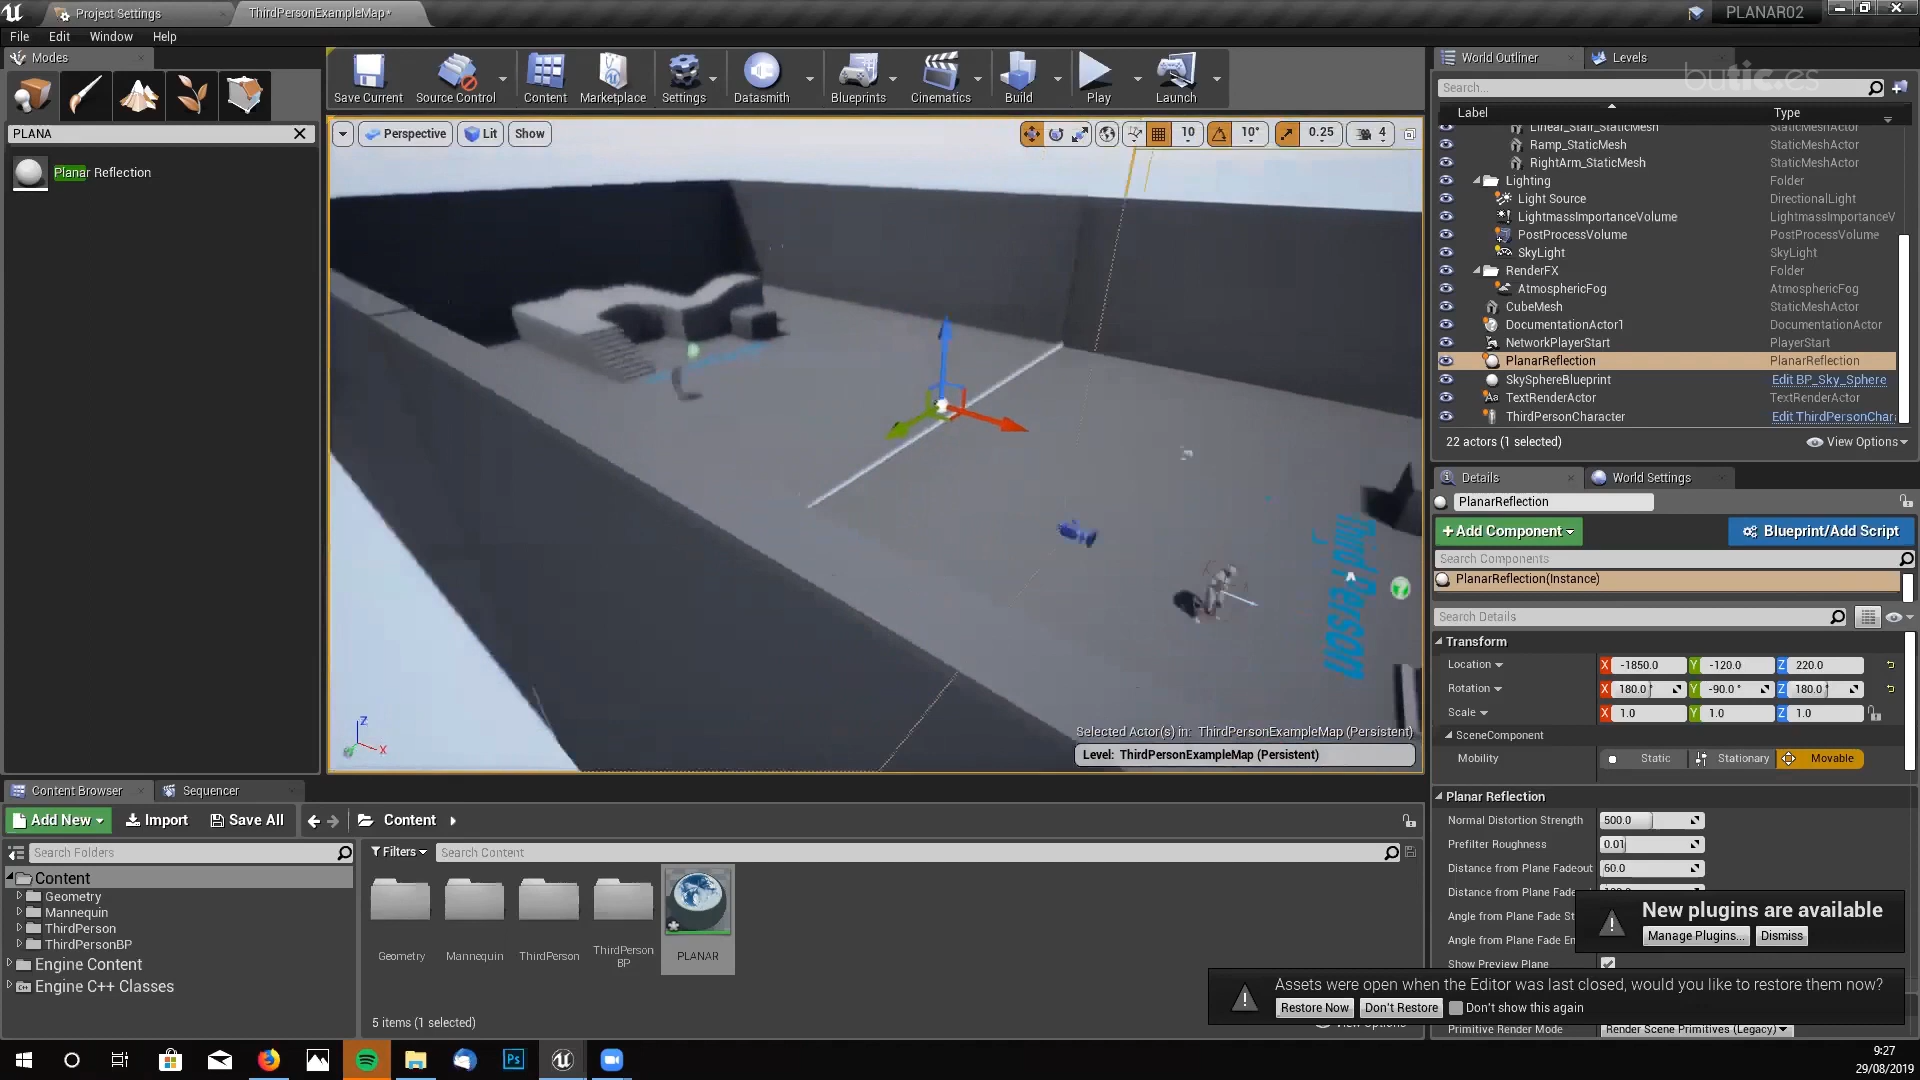 Project Settings
ThirdPersonExampleMap*
PLANAR02
File Edit Window Help
Modes
World Outliner
Levels
butic.es
Save Current
Source Control
Content
Marketplace
Settings
Datasmith
Blueprints
Cinematics
Build
Play
Launch
Search...
Label Type
PLANA
Planar Reflection
Perspective
Lit
Show
10
10°
0.25
4
Linear_Stair_StaticMesh StaticMeshActor
Ramp_StaticMesh StaticMeshActor
RightArm_StaticMesh StaticMeshActor
Lighting Folder
Light Source DirectionalLight
LightmassImportanceVolume LightmassImportanceV
PostProcessVolume PostProcessVolume
SkyLight SkyLight
RenderFX Folder
AtmosphericFog AtmosphericFog
CubeMesh StaticMeshActor
DocumentationActor1 DocumentationActor
NetworkPlayerStart PlayerStart
PlanarReflection PlanarReflection
SkySphereBlueprint Edit BP_Sky_Sphere
TextRenderActor TextRenderActor
ThirdPersonCharacter Edit ThirdPersonChar
22 actors (1 selected)
View Options
Third Person
Z
X
Selected Actor(s) in: ThirdPersonExampleMap (Persistent)
Level: ThirdPersonExampleMap (Persistent)
Details
World Settings
PlanarReflection
+Add Component
Blueprint/Add Script
Search Components
PlanarReflection(Instance)
Search Details
Transform
Location X -1850.0 Y -120.0 Z 220.0
Rotation X 180.0° Y -90.0° Z 180.0°
Scale X 1.0 Y 1.0 Z 1.0
SceneComponent
Mobility Static Stationary Movable
Planar Reflection
Normal Distortion Strength 500.0
Prefilter Roughness 0.01
Distance from Plane Fadeout 60.0
Distance from Plane Fade
Angle from Plane Fade St
Angle from Plane Fade En
Show Preview Plane
Primitive Render Mode Render Scene Primitives (Legacy)
New plugins are available
Manage Plugins...
Dismiss
Assets were open when the Editor was last closed, would you like to restore them now?
Restore Now
Don't Restore
Don't show this again
Content Browser
Sequencer
Add New
Import
Save All
Content
Search Folders
Filters
Search Content
Content
Geometry
Mannequin
ThirdPerson
ThirdPersonBP
Engine Content
Engine C++ Classes
Geometry
Mannequin
ThirdPerson
ThirdPerson
BP
PLANAR
5 items (1 selected)
View Options
Ps
9:27
29/08/2019